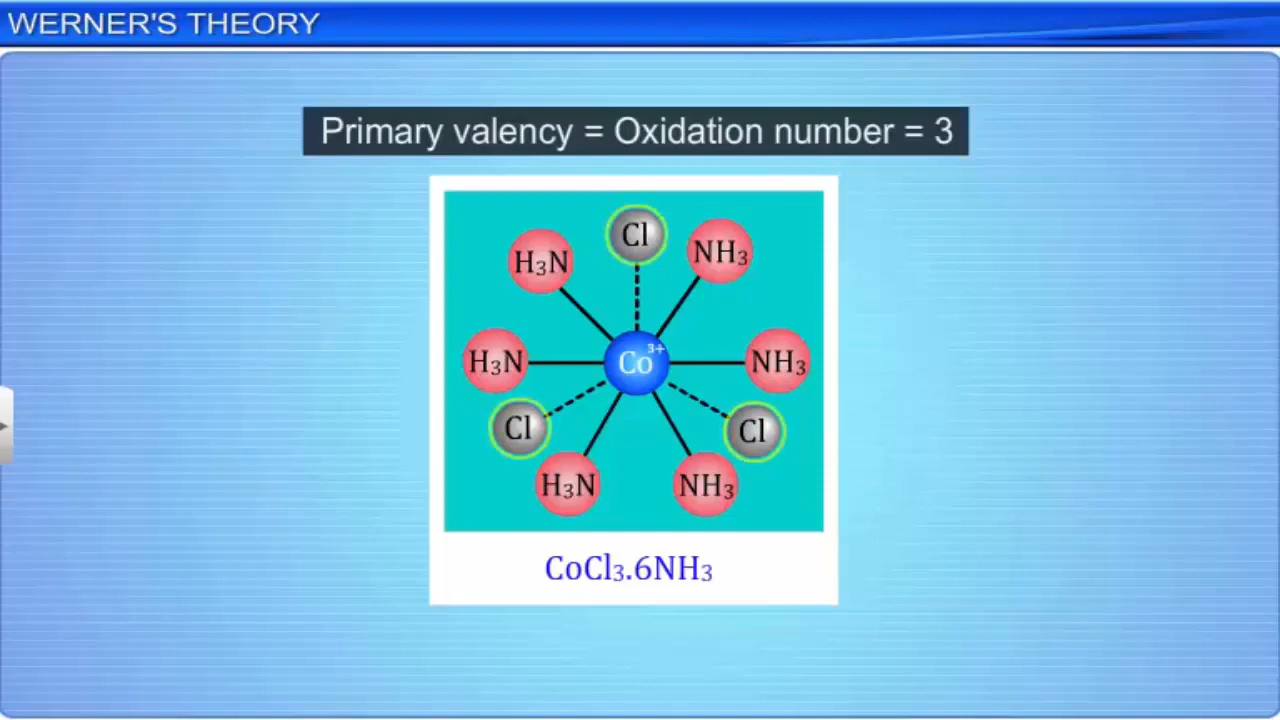 WERNER'S THEORY
Primary valency = Oxidation number = 3
Cl
H₃N
NH₃
H₃N
Co³⁺
NH₃
Cl
Cl
H₃N
NH₃
CoCl₃.6NH₃